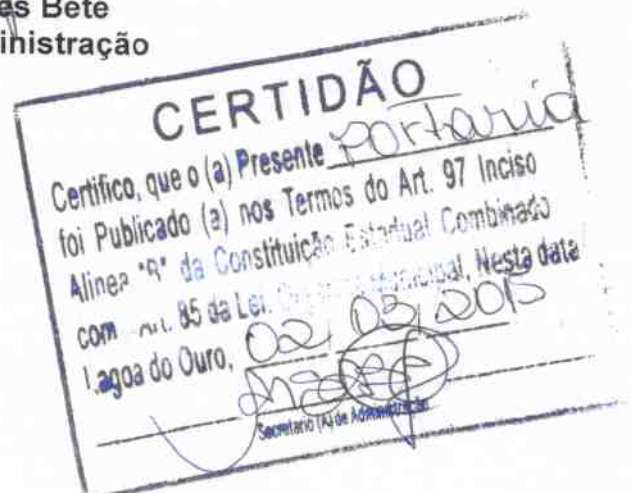 es Bete
inistração
CERTIDÃO
Certifico, que o (a) Presente Portaria
foi Publicado (a) nos Termos do Art. 97 Inciso
Alinea "B" da Constituição Estadual Combinado
com Art. 85 da Lei. Municipal, Nesta data
Lagoa do Ouro, 02 / 03 / 2015
Secretario (A) de Administração